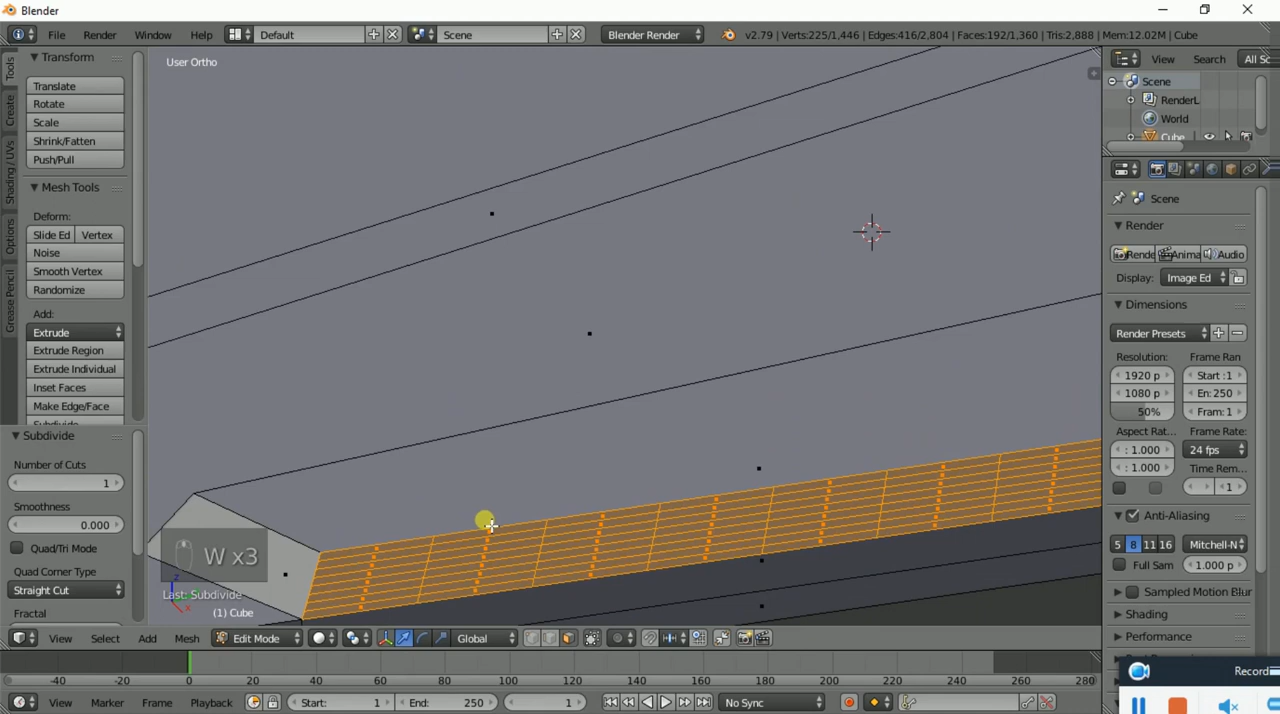 Blender
File Render Window Help Default Scene Blender Render v2.79 | Verts:225/1,446 | Edges:416/2,804 | Faces:192/1,360 | Tris:2,888 | Mem:12.02M | Cube
Tools
Create
Shading / UVs
Options
Grease Pencil
Transform
Translate
Rotate
Scale
Shrink/Fatten
Push/Pull
Mesh Tools
Deform:
Slide Ed Vertex
Noise
Smooth Vertex
Randomize
Add:
Extrude
Extrude Region
Extrude Individual
Inset Faces
Make Edge/Face
Subdivide
Number of Cuts
1
Smoothness
0.000
Quad/Tri Mode
Quad Corner Type
Straight Cut
Fractal
User Ortho
W x3
Last: Subdivide
z
x
(1) Cube
View Select Add Mesh Edit Mode Global
-40 -20 0 20 40 60 80 100 120 140 160 180 200 220 240 260 280
View Marker Frame Playback Start: 1 End: 250 1 No Sync
View Search All Sc
Scene
RenderL
World
Cube
Scene
Render
Rende Anima Audio
Display: Image Ed
Dimensions
Render Presets
Resolution: Frame Ran
1920 p Start :1
1080 p En: 250
50% Fram: 1
Aspect Rat... Frame Rate:
: 1.000 24 fps
: 1.000 Time Rem...
1
Anti-Aliasing
5 8 11 16 Mitchell-N
Full Sam : 1.000 p
Sampled Motion Blur
Shading
Performance
Record